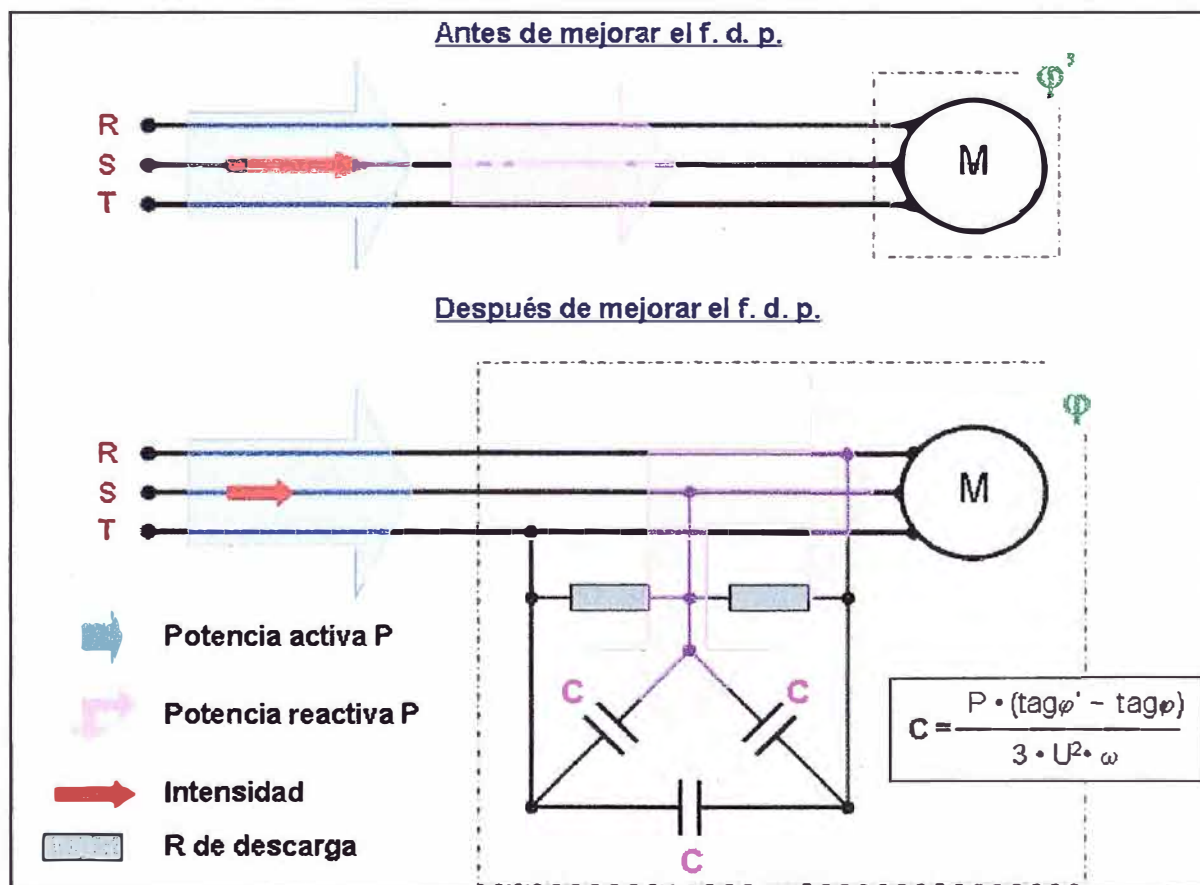 Antes de mejorar el f. d. p.
φ'
R
S
T
M
Después de mejorar el f. d. p.
φ
R
S
T
M
Potencia activa P
Potencia reactiva P
Intensidad
R de descarga
C
C
C
C = P • (tagφ' - tagφ) / 3 • U² • ω